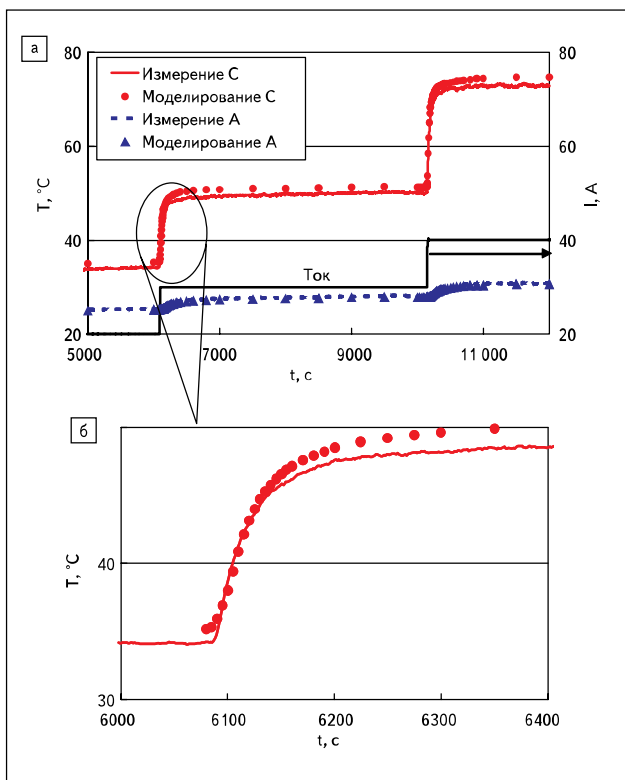 а
80
60
40
20
T, °C
Измерение C
Моделирование C
Измерение A
Моделирование A
Ток
80
60
40
20
I, A
5000 7000 9000 11 000
t, c
б
40
30
T, °C
6000 6100 6200 6300 6400
t, c